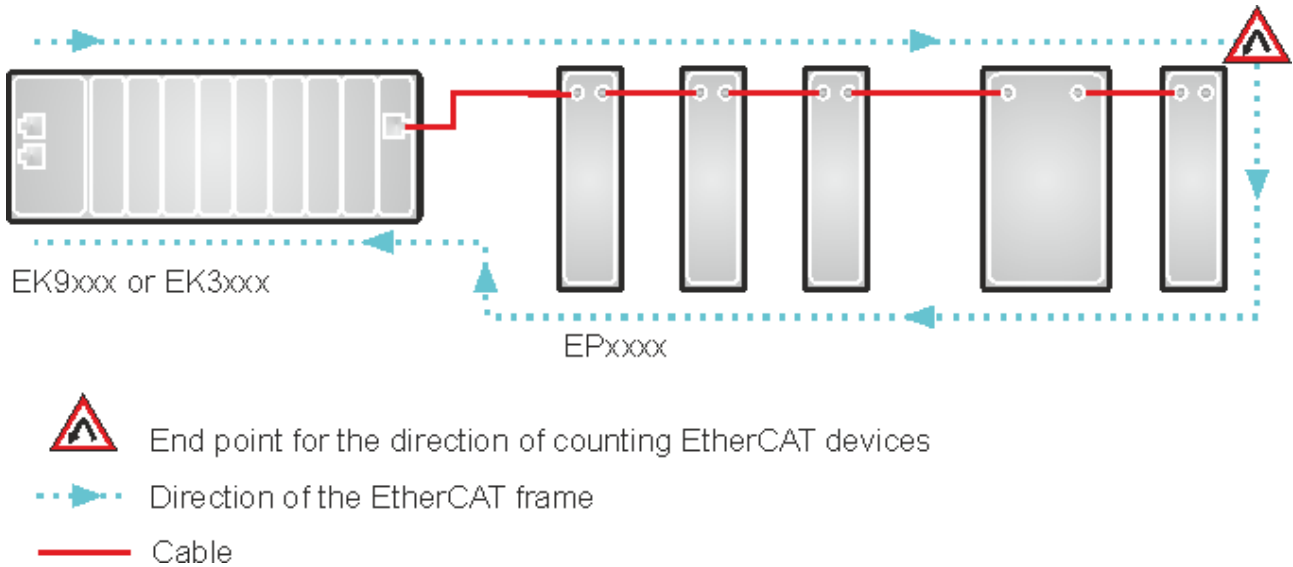 EK9xxx or EK3xxx
EPxxxx
End point for the direction of counting EtherCAT devices
Direction of the EtherCAT frame
Cable